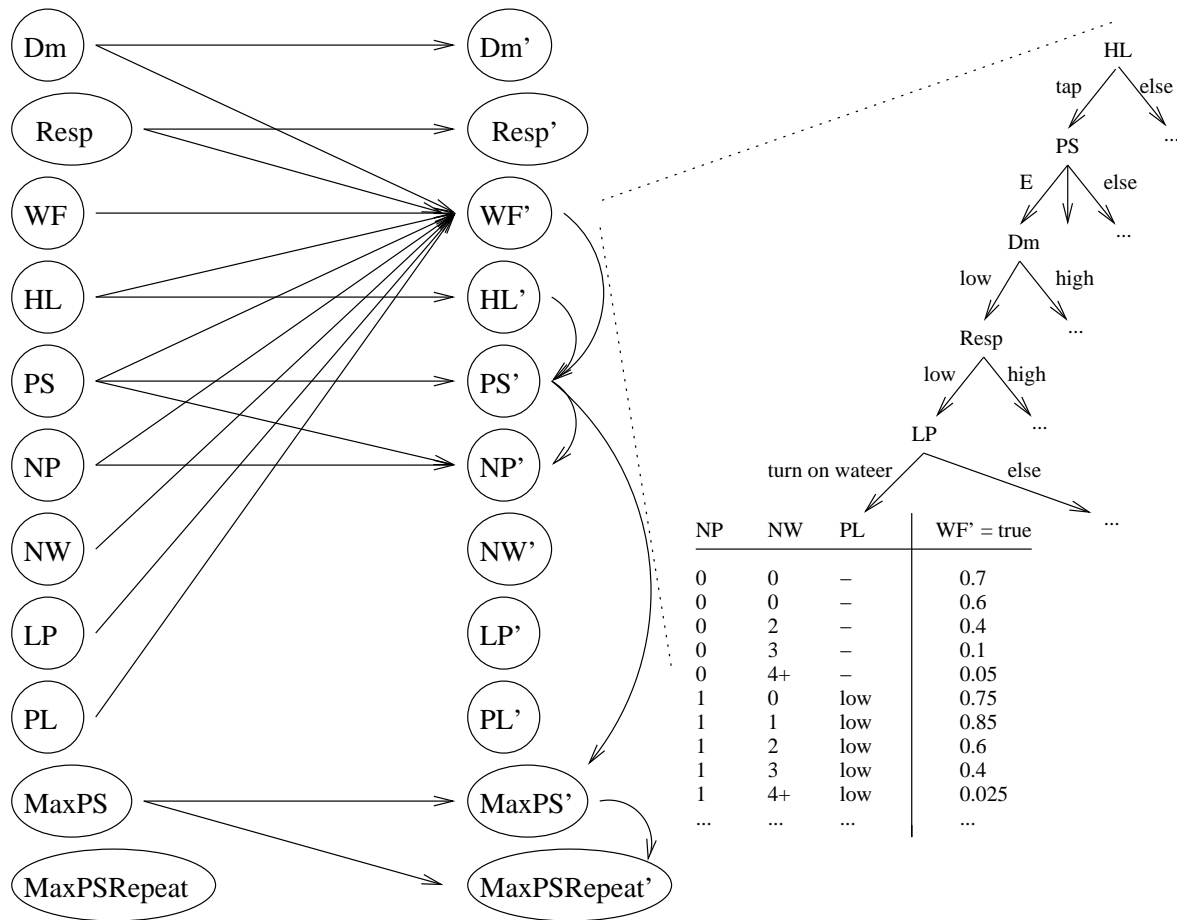 Dm
Resp
WF
HL
PS
NP
NW
LP
PL
MaxPS
MaxPSRepeat
Dm’
Resp’
WF’
HL’
PS’
NP’
NW’
LP’
PL’
MaxPS’
MaxPSRepeat’
HL
tap else
PS ...
E else
Dm ...
low high
Resp ...
low high
LP ...
turn on wateer else
...
NP NW PL WF’ = true
0 0 – 0.7
0 0 – 0.6
0 2 – 0.4
0 3 – 0.1
0 4+ – 0.05
1 0 low 0.75
1 1 low 0.85
1 2 low 0.6
1 3 low 0.4
1 4+ low 0.025
... ... ... ...